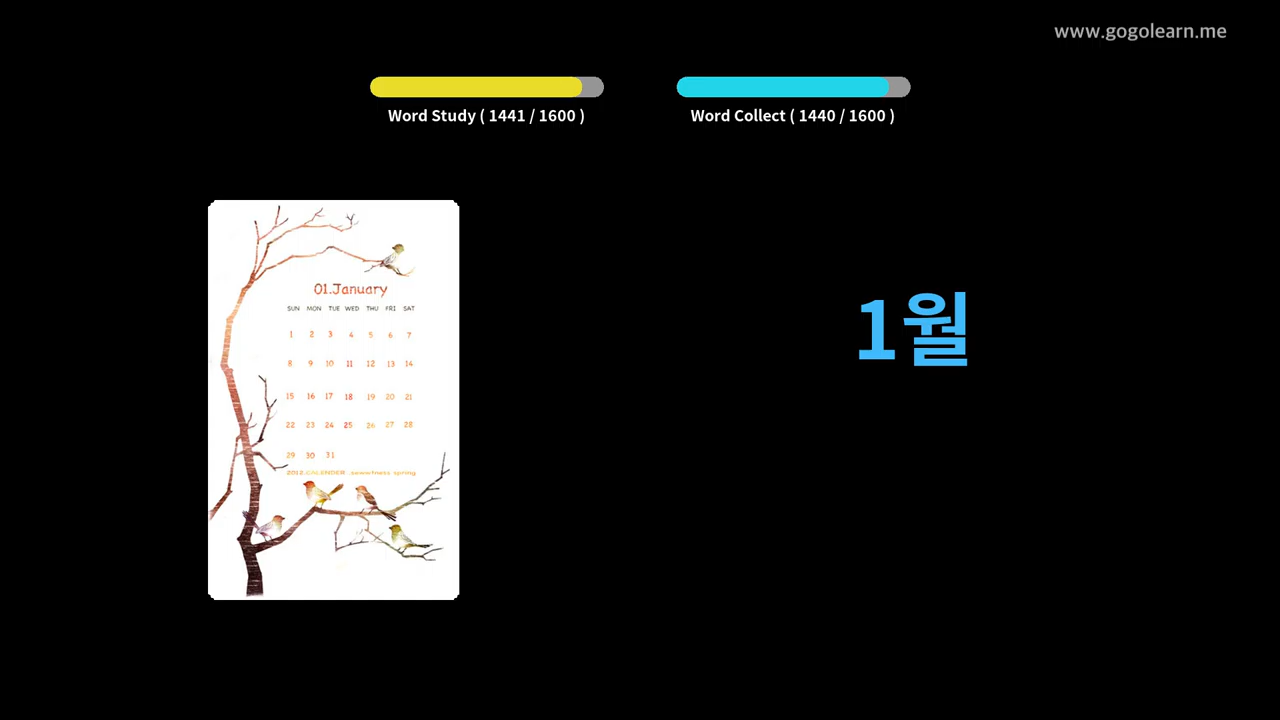 www.gogolearn.me
Word Study ( 1441 / 1600 )
Word Collect ( 1440 / 1600 )
01.January
SUN MON TUE WED THU FRI SAT
1 2 3 4 5 6 7
8 9 10 11 12 13 14
15 16 17 18 19 20 21
22 23 24 25 26 27 28
29 30 31
CALENDER
spring
1월